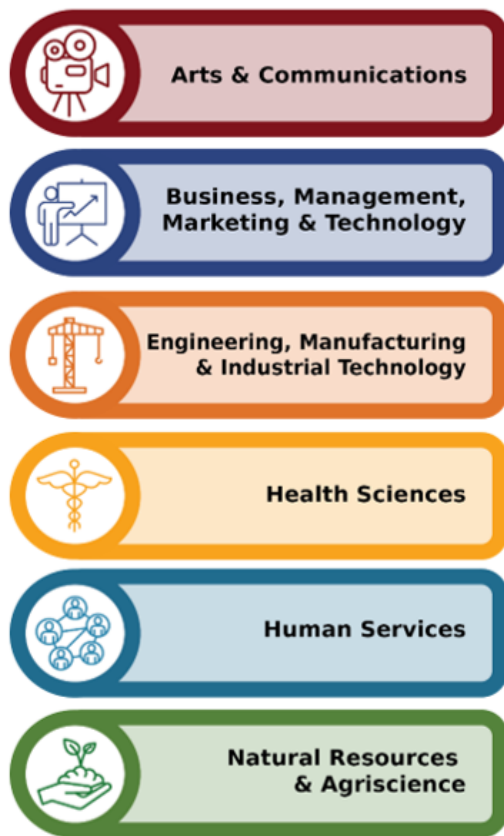 Arts & Communications
Business, Management,
Marketing & Technology
Engineering, Manufacturing
& Industrial Technology
Health Sciences
Human Services
Natural Resources
& Agriscience